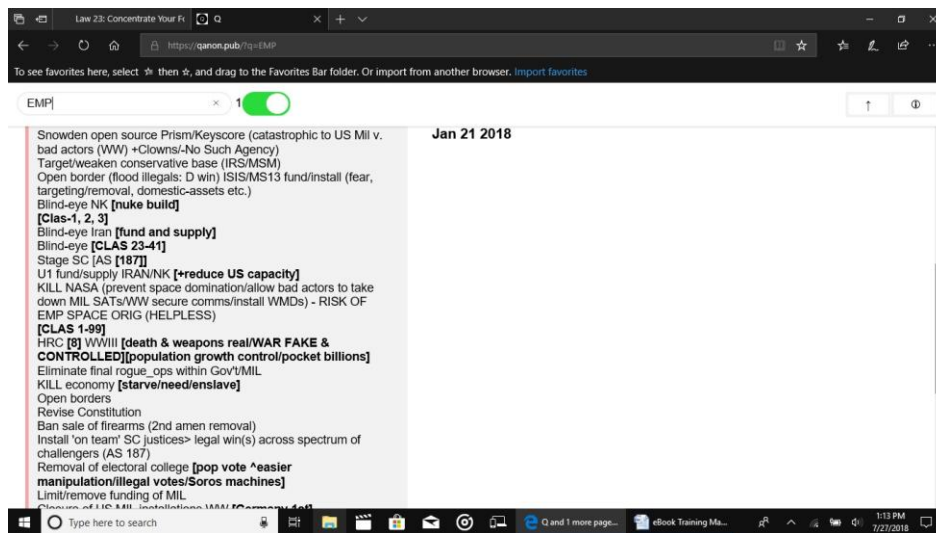 Law 23: Concentrate Your Fo
Q
https://qanon.pub/?q=EMP
To see favorites here, select then ☆, and drag to the Favorites Bar folder. Or import from another browser. Import favorites
EMP
1
Snowden open source Prism/Keyscore (catastrophic to US Mil v.
bad actors (WW) +Clowns/-No Such Agency)
Target/weaken conservative base (IRS/MSM)
Open border (flood illegals: D win) ISIS/MS13 fund/install (fear,
targeting/removal, domestic-assets etc.)
Blind-eye NK [nuke build]
[Clas-1, 2, 3]
Blind-eye Iran [fund and supply]
Blind-eye [CLAS 23-41]
Stage SC [AS [187]]
U1 fund/supply IRAN/NK [+reduce US capacity]
KILL NASA (prevent space domination/allow bad actors to take
down MIL SATs/WW secure comms/install WMDs) - RISK OF
EMP SPACE ORIG (HELPLESS)
[CLAS 1-99]
HRC [8] WWIII [death & weapons real/WAR FAKE &
CONTROLLED][population growth control/pocket billions]
Eliminate final rogue_ops within Gov't/MIL
KILL economy [starve/need/enslave]
Open borders
Revise Constitution
Ban sale of firearms (2nd amen removal)
Install 'on team' SC justices> legal win(s) across spectrum of
challengers (AS 187)
Removal of electoral college [pop vote ^easier
manipulation/illegal votes/Soros machines]
Limit/remove funding of MIL
Closure of US MIL installations WW [Germany 1st]
Jan 21 2018
Type here to search
Q and 1 more page...
eBook Training Ma...
1:13 PM
7/27/2018